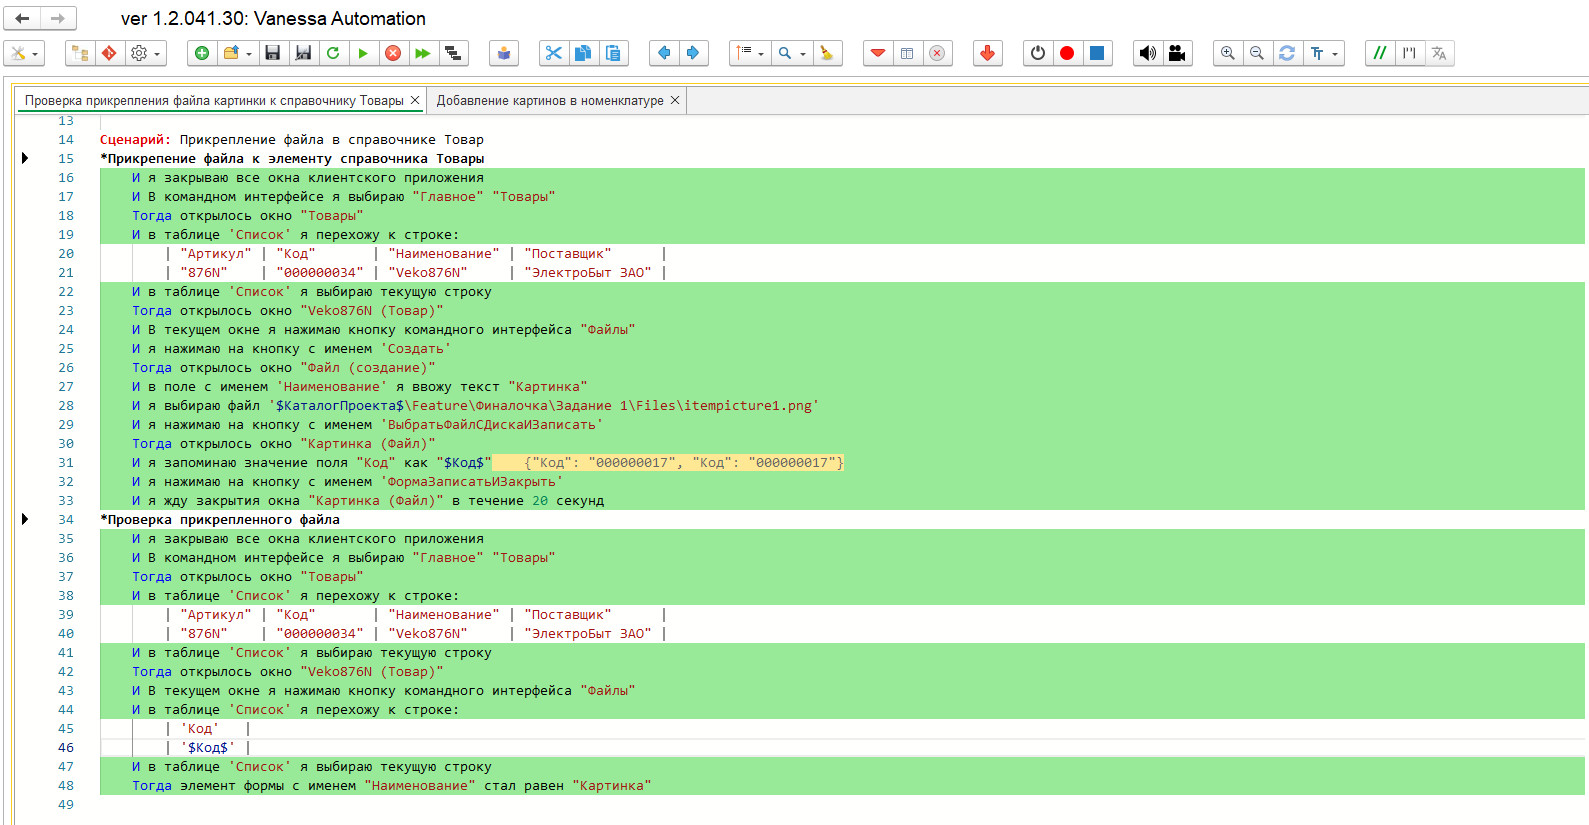 ver 1.2.041.30: Vanessa Automation
Проверка прикрепления файла картинки к справочнику Товары
Добавление картинов в номенклатуре
13
14 Сценарий: Прикрепление файла в справочнике Товар
15 *Прикрепение файла к элементу справочника Товары
16 И я закрываю все окна клиентского приложения
17 И В командном интерфейсе я выбираю "Главное" "Товары"
18 Тогда открылось окно "Товары"
19 И в таблице 'Список' я перехожу к строке:
20 | "Артикул" | "Код" | "Наименование" | "Поставщик" |
21 | "876N" | "000000034" | "Veko876N" | "ЭлектроБыт ЗАО" |
22 И в таблице 'Список' я выбираю текущую строку
23 Тогда открылось окно "Veko876N (Товар)"
24 И В текущем окне я нажимаю кнопку командного интерфейса "Файлы"
25 И я нажимаю на кнопку с именем 'Создать'
26 Тогда открылось окно "Файл (создание)"
27 И в поле с именем 'Наименование' я ввожу текст "Картинка"
28 И я выбираю файл '$КаталогПроекта$\Feature\Финалочка\Задание 1\Files\itempicture1.png'
29 И я нажимаю на кнопку с именем 'ВыбратьФайлСДискаИЗаписать'
30 Тогда открылось окно "Картинка (Файл)"
31 И я запоминаю значение поля "Код" как "$Код$" {"Код": "000000017", "Код": "000000017"}
32 И я нажимаю на кнопку с именем 'ФормаЗаписатьИЗакрыть'
33 И я жду закрытия окна "Картинка (Файл)" в течение 20 секунд
34 *Проверка прикрепленного файла
35 И я закрываю все окна клиентского приложения
36 И В командном интерфейсе я выбираю "Главное" "Товары"
37 Тогда открылось окно "Товары"
38 И в таблице 'Список' я перехожу к строке:
39 | "Артикул" | "Код" | "Наименование" | "Поставщик" |
40 | "876N" | "000000034" | "Veko876N" | "ЭлектроБыт ЗАО" |
41 И в таблице 'Список' я выбираю текущую строку
42 Тогда открылось окно "Veko876N (Товар)"
43 И В текущем окне я нажимаю кнопку командного интерфейса "Файлы"
44 И в таблице 'Список' я перехожу к строке:
45 | 'Код' |
46 | '$Код$' |
47 И в таблице 'Список' я выбираю текущую строку
48 Тогда элемент формы с именем "Наименование" стал равен "Картинка"
49